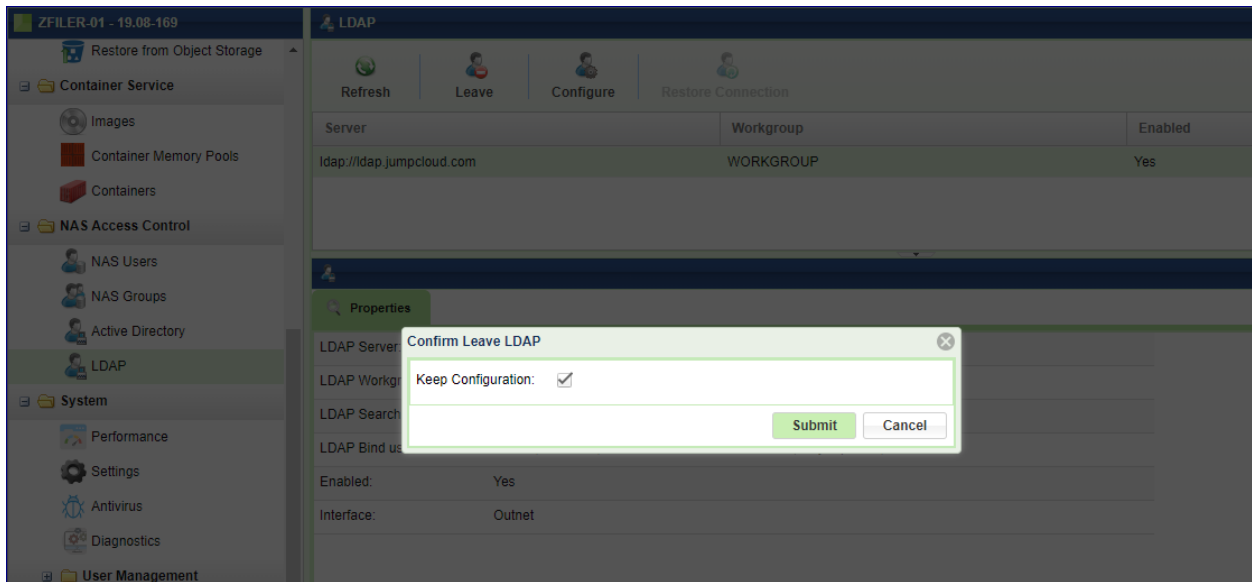 ZFILER-01 - 19.08-169
Restore from Object Storage
Container Service
Images
Container Memory Pools
Containers
NAS Access Control
NAS Users
NAS Groups
Active Directory
LDAP
System
Performance
Settings
Antivirus
Diagnostics
User Management
LDAP
Refresh
Leave
Configure
Restore Connection
Server Workgroup Enabled
ldap://ldap.jumpcloud.com WORKGROUP Yes
Properties
LDAP Server
LDAP
LDAP Search
LDAP Bind
Enabled: Yes
Interface: Outnet
Confirm Leave LDAP
Keep Configuration:
Submit Cancel